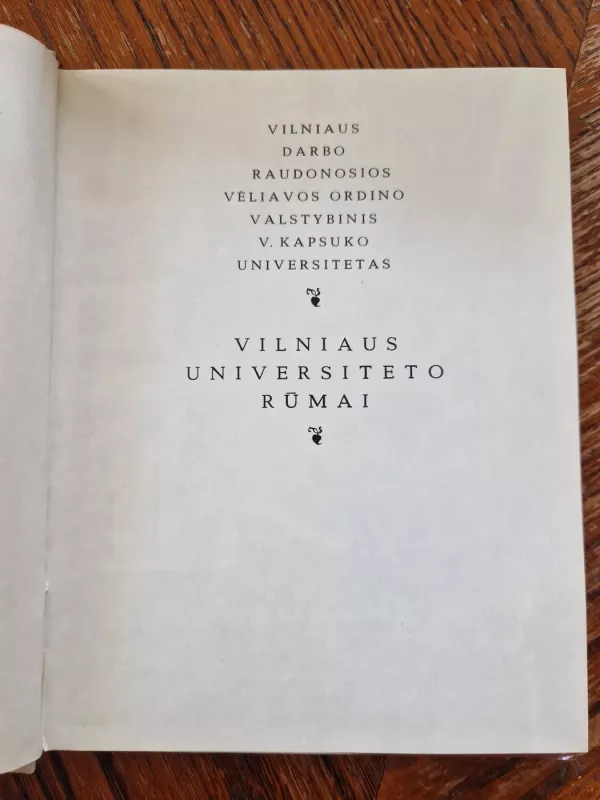 VILNIAUS
DARBO
RAUDONOSIOS
VĖLIAVOS ORDINO
VALSTYBINIS
V. KAPSUKO
UNIVERSITETAS
VILNIAUS
UNIVERSITETO
RŪMAI